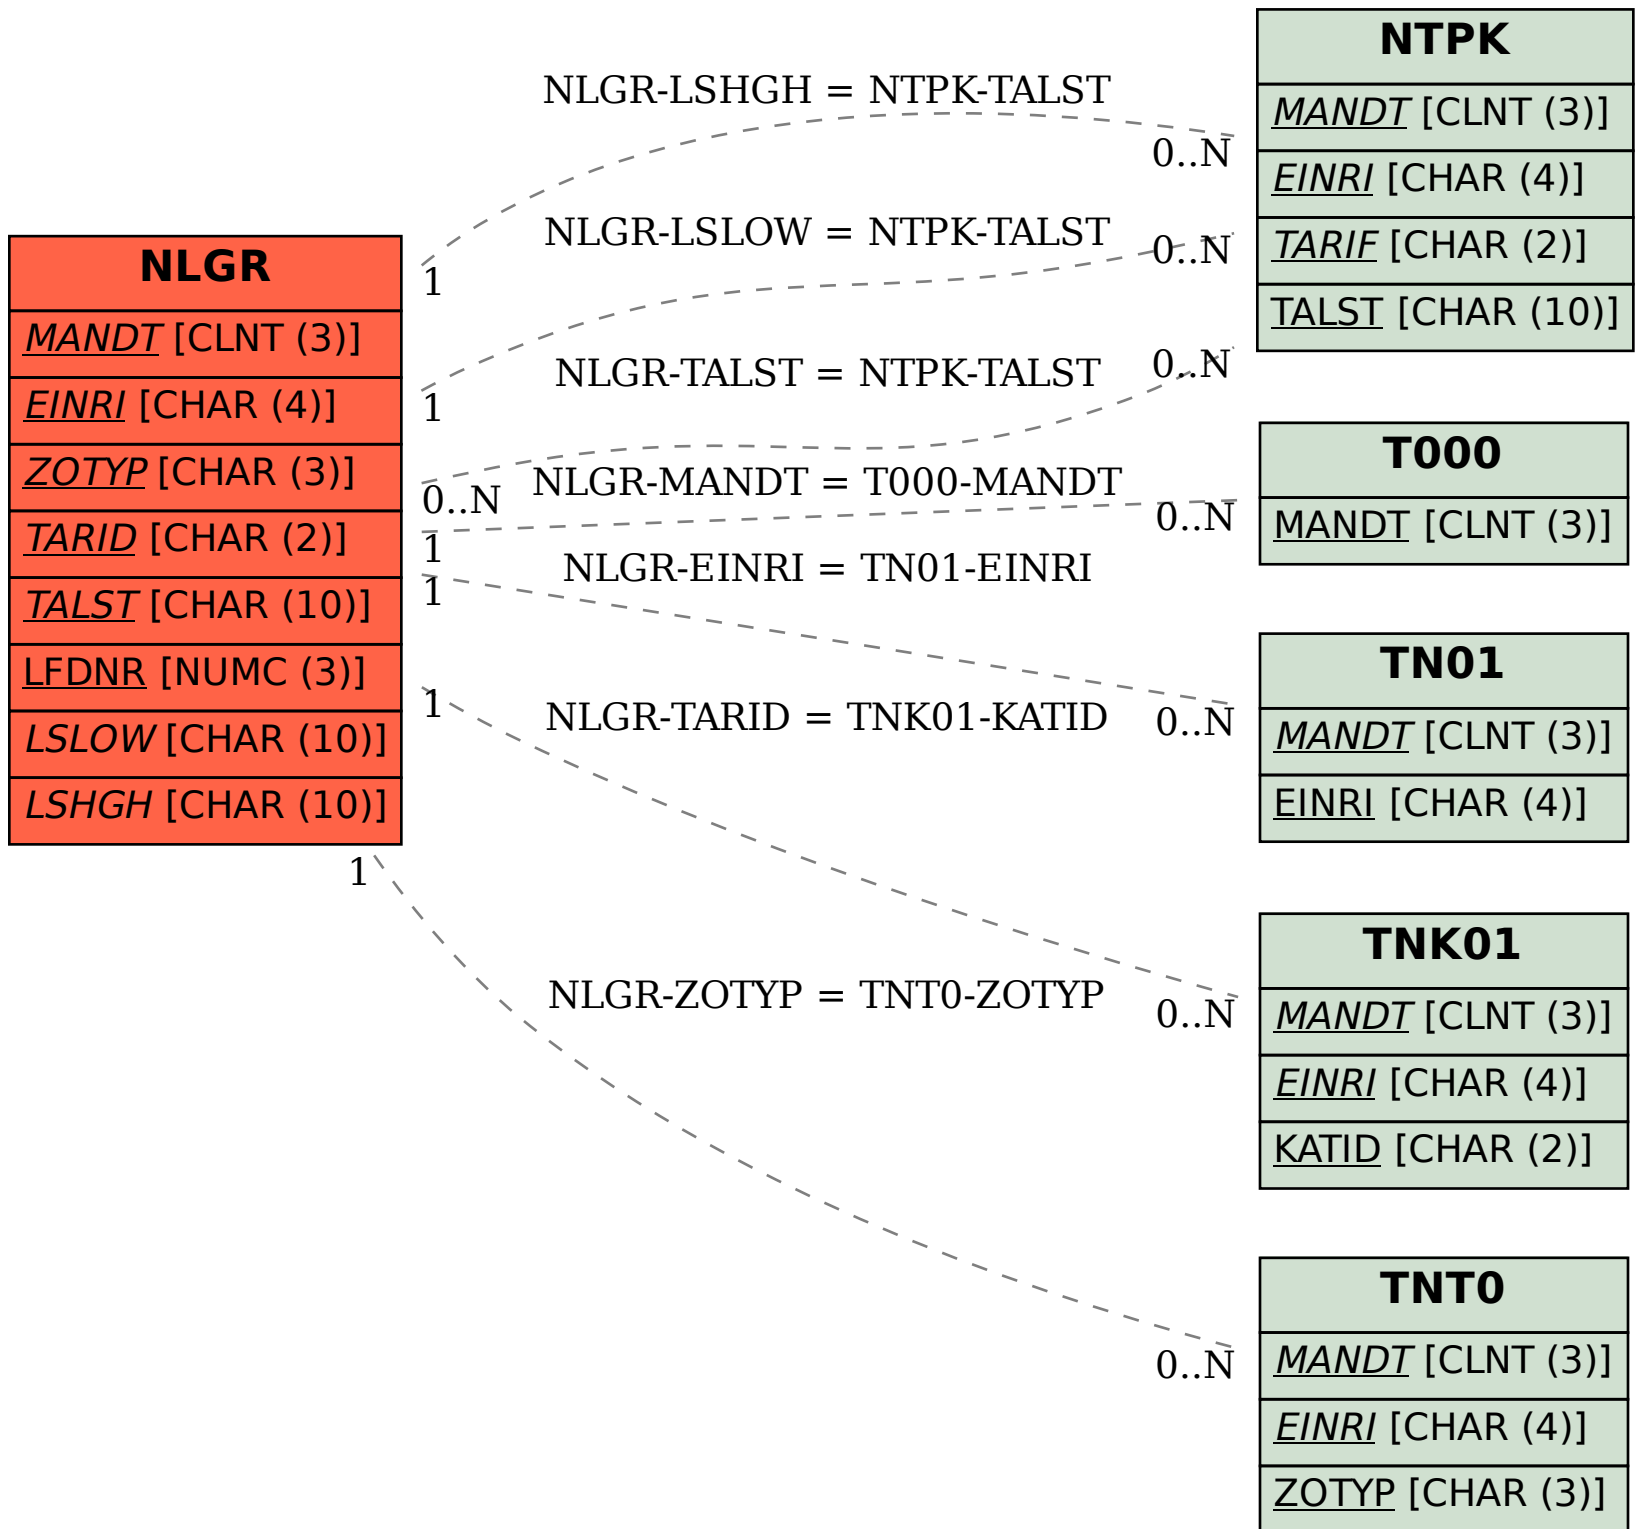 NLGR
MANDT [CLNT (3)]
EINRI [CHAR (4)]
ZOTYP [CHAR (3)]
TARID [CHAR (2)]
TALST [CHAR (10)]
LFDNR [NUMC (3)]
LSLOW [CHAR (10)]
LSHGH [CHAR (10)]
NLGR-LSHGH = NTPK-TALST
1
0..N
NLGR-LSLOW = NTPK-TALST
1
0..N
NLGR-TALST = NTPK-TALST
0..N
0..N
NLGR-MANDT = T000-MANDT
1
0..N
NLGR-EINRI = TN01-EINRI
1
0..N
NLGR-TARID = TNK01-KATID
1
0..N
NLGR-ZOTYP = TNT0-ZOTYP
1
0..N
NTPK
MANDT [CLNT (3)]
EINRI [CHAR (4)]
TARIF [CHAR (2)]
TALST [CHAR (10)]
T000
MANDT [CLNT (3)]
TN01
MANDT [CLNT (3)]
EINRI [CHAR (4)]
TNK01
MANDT [CLNT (3)]
EINRI [CHAR (4)]
KATID [CHAR (2)]
TNT0
MANDT [CLNT (3)]
EINRI [CHAR (4)]
ZOTYP [CHAR (3)]